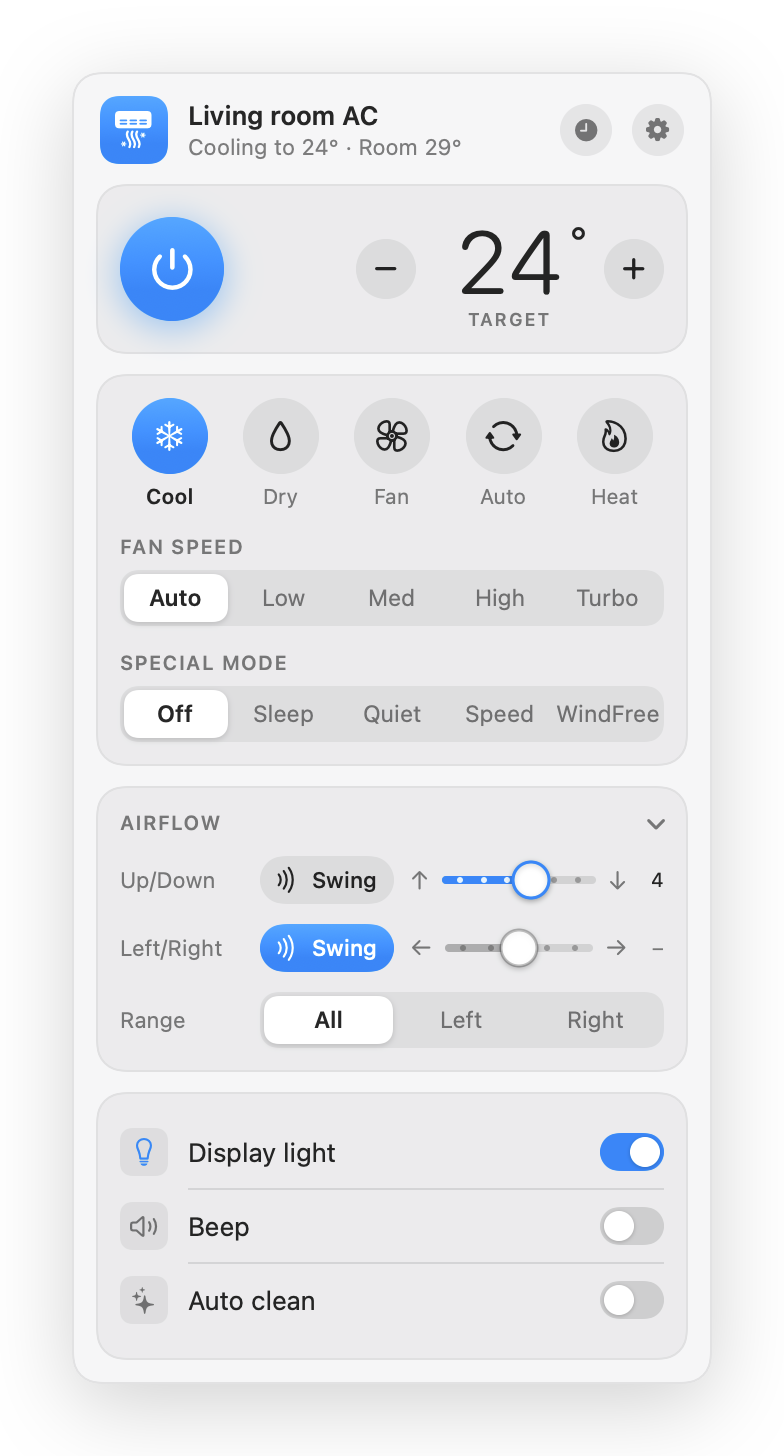 Living room AC
Cooling to 24° · Room 29°
24°
TARGET
Cool Dry Fan Auto Heat
FAN SPEED
Auto Low Med High Turbo
SPECIAL MODE
Off Sleep Quiet Speed WindFree
AIRFLOW
Up/Down Swing 4
Left/Right Swing –
Range All Left Right
Display light
Beep
Auto clean